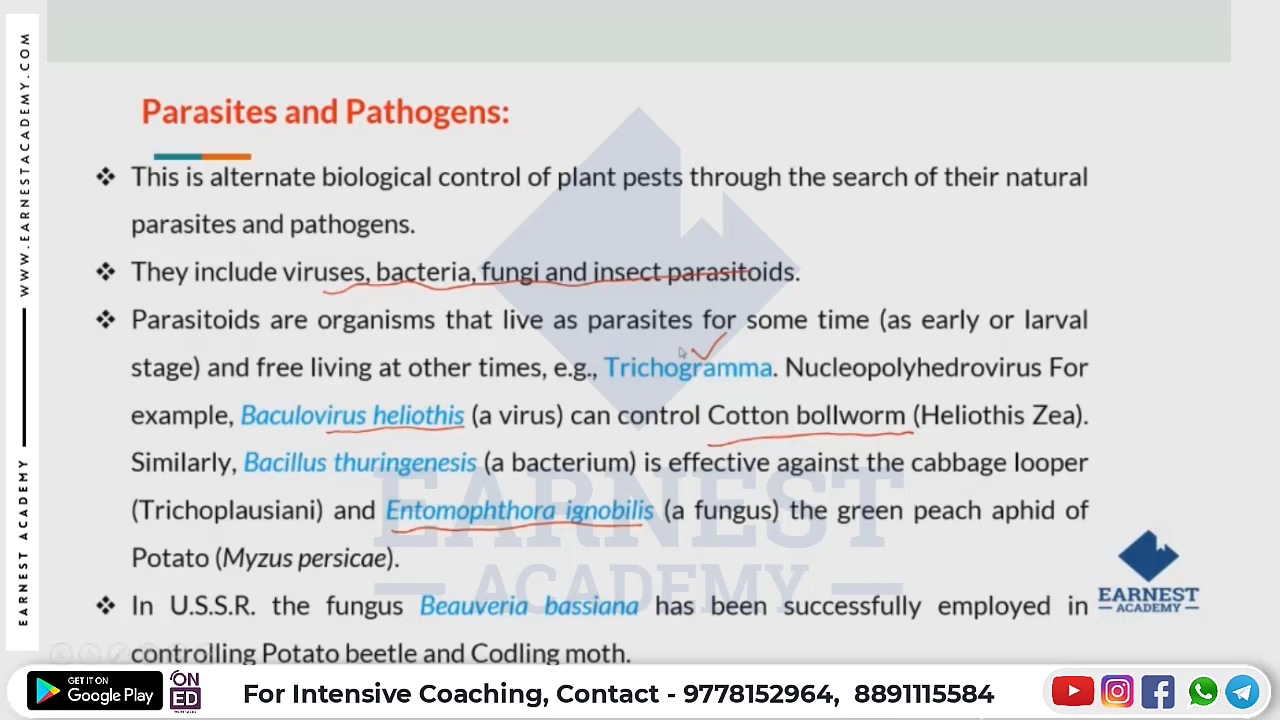 WWW.EARNESTACADEMY.COM
EARNEST ACADEMY
Parasites and Pathogens:
❖ This is alternate biological control of plant pests through the search of their natural
parasites and pathogens.
❖ They include viruses, bacteria, fungi and insect parasitoids.
❖ Parasitoids are organisms that live as parasites for some time (as early or larval
stage) and free living at other times, e.g., Trichogramma. Nucleopolyhedrovirus For
example, Baculovirus heliothis (a virus) can control Cotton bollworm (Heliothis Zea).
Similarly, Bacillus thuringenesis (a bacterium) is effective against the cabbage looper
(Trichoplausiani) and Entomophthora ignobilis (a fungus) the green peach aphid of
Potato (Myzus persicae).
❖ In U.S.S.R. the fungus Beauveria bassiana has been successfully employed in
controlling Potato beetle and Codling moth.
EARNEST
ACADEMY
EARNEST
ACADEMY
GET IT ON
Google Play
ON
ED
For Intensive Coaching, Contact - 9778152964, 8891115584